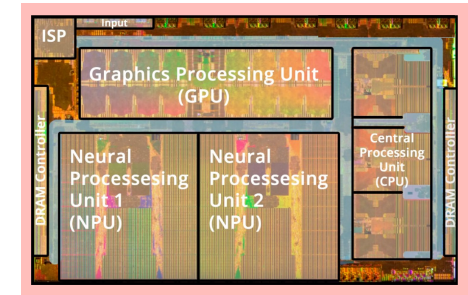 Input
ISP
Graphics Processing Unit
(GPU)
DRAM Controller
Neural
Processesing
Unit 1
(NPU)
Neural
Processesing
Unit 2
(NPU)
Central
Processing
Unit
(CPU)
DRAM Controller